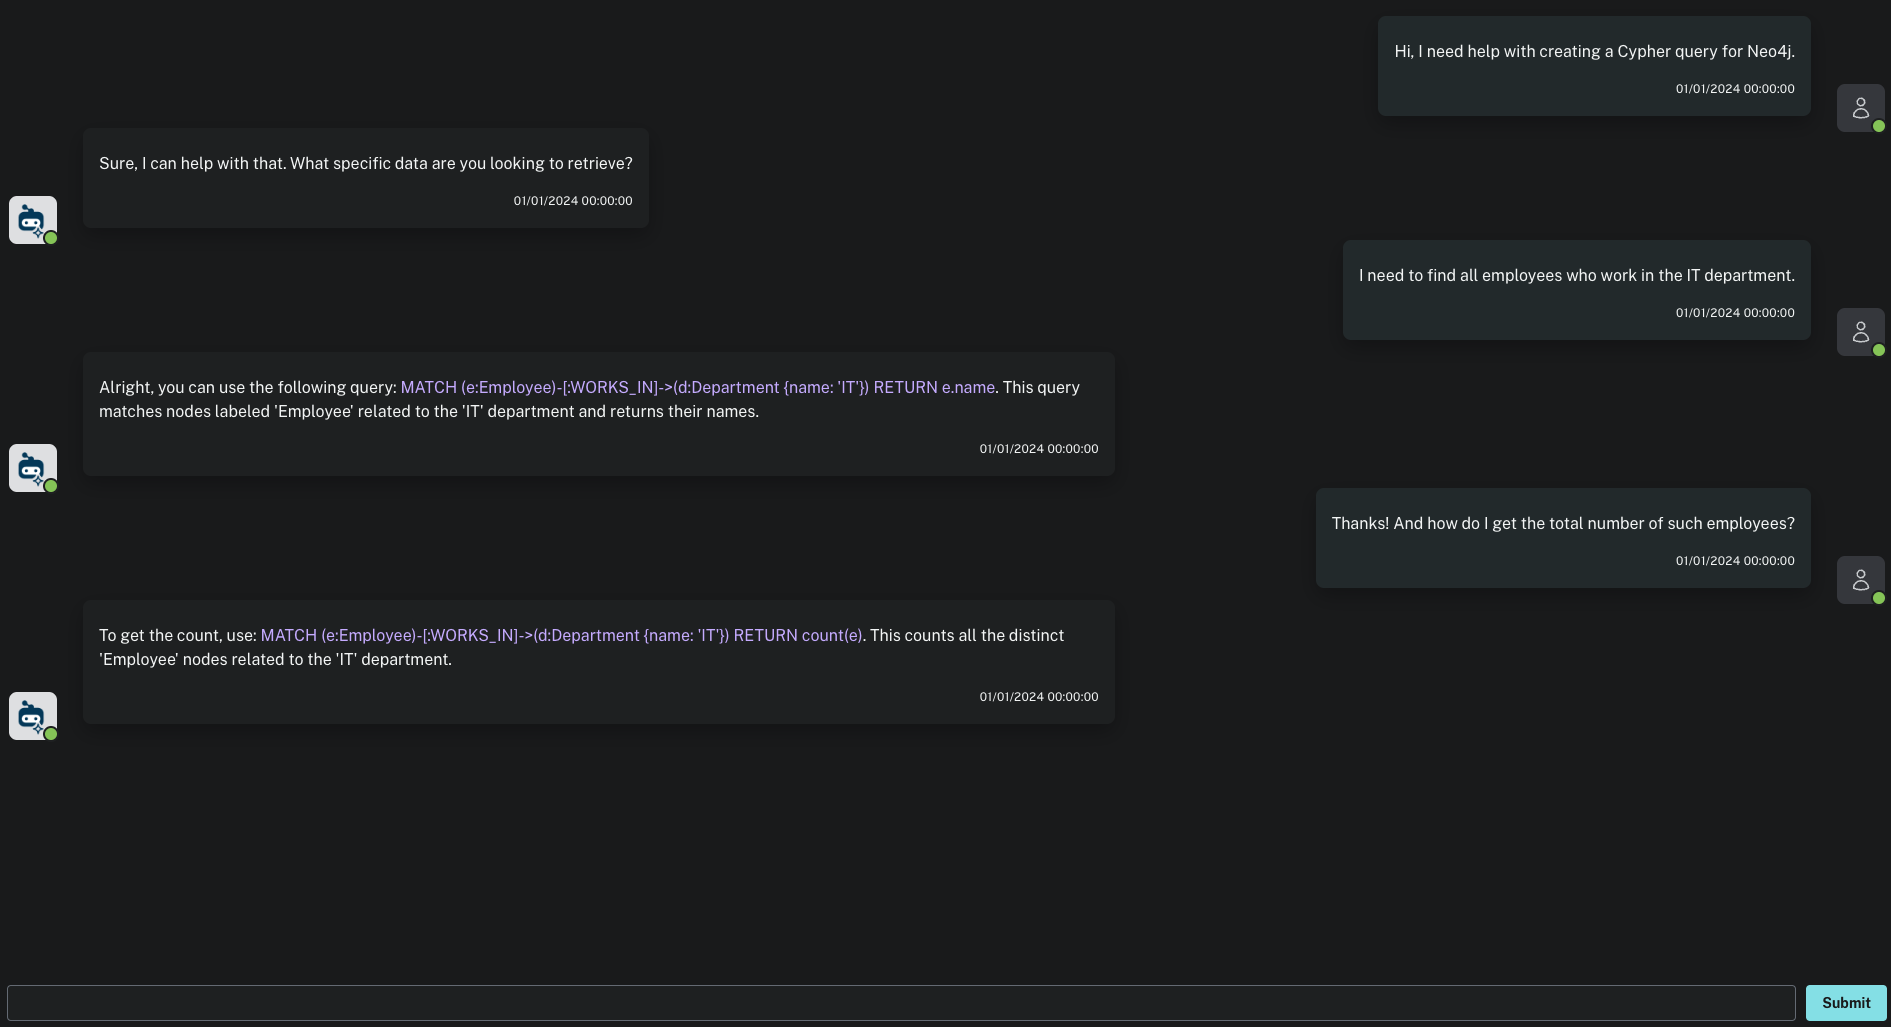 Hi, I need help with creating a Cypher query for Neo4j.
01/01/2024 00:00:00
Sure, I can help with that. What specific data are you looking to retrieve?
01/01/2024 00:00:00
I need to find all employees who work in the IT department.
01/01/2024 00:00:00
Alright, you can use the following query: MATCH (e:Employee)-[:WORKS_IN]->(d:Department {name: 'IT'}) RETURN e.name. This query
matches nodes labeled 'Employee' related to the 'IT' department and returns their names.
01/01/2024 00:00:00
Thanks! And how do I get the total number of such employees?
01/01/2024 00:00:00
To get the count, use: MATCH (e:Employee)-[:WORKS_IN]->(d:Department {name: 'IT'}) RETURN count(e). This counts all the distinct
'Employee' nodes related to the 'IT' department.
01/01/2024 00:00:00
Submit